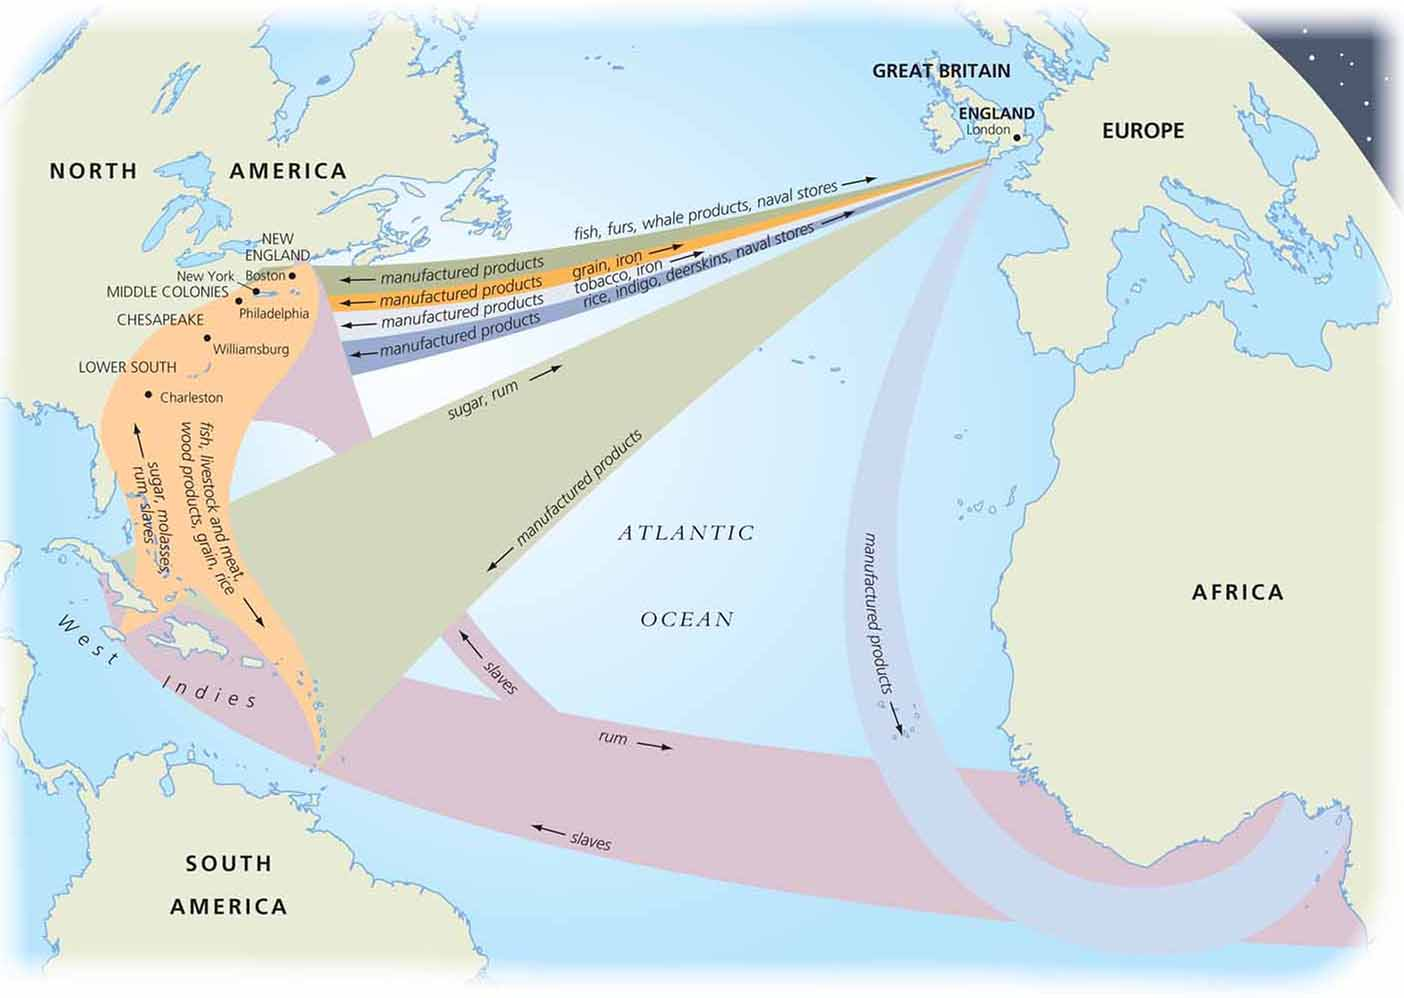 GREAT BRITAIN
ENGLAND
London
EUROPE
NORTH AMERICA
NEW
ENGLAND
New York
Boston
MIDDLE COLONIES
Philadelphia
CHESAPEAKE
Williamsburg
LOWER SOUTH
Charleston
fish, furs, whale products, naval stores
manufactured products
grain, iron
manufactured products
tobacco, iron
manufactured products
rice, indigo, deerskins, naval stores
manufactured products
sugar, rum
manufactured products
fish, livestock and meat,
wood products, grain, rice
sugar, molasses,
rum, slaves
ATLANTIC
OCEAN
manufactured products
AFRICA
West
Indies
slaves
rum
slaves
SOUTH
AMERICA